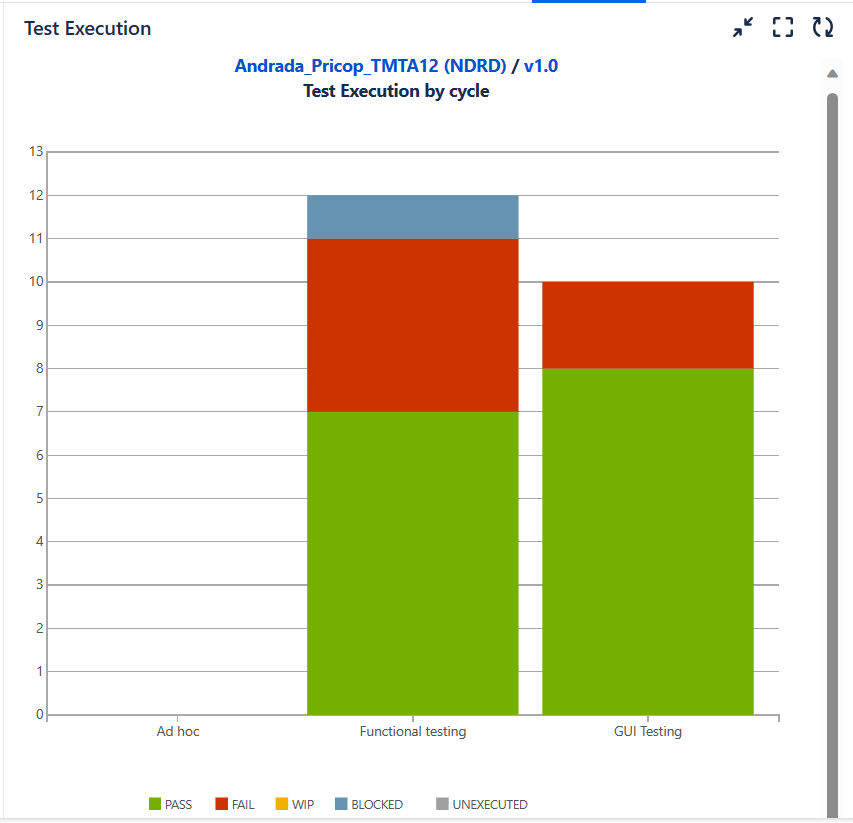 Test Execution
Andrada_Pricop_TMTA12 (NDRD) / v1.0
Test Execution by cycle
13
12
11
10
9
8
7
6
5
4
3
2
1
0
Ad hoc Functional testing GUI Testing
PASS FAIL WIP BLOCKED UNEXECUTED